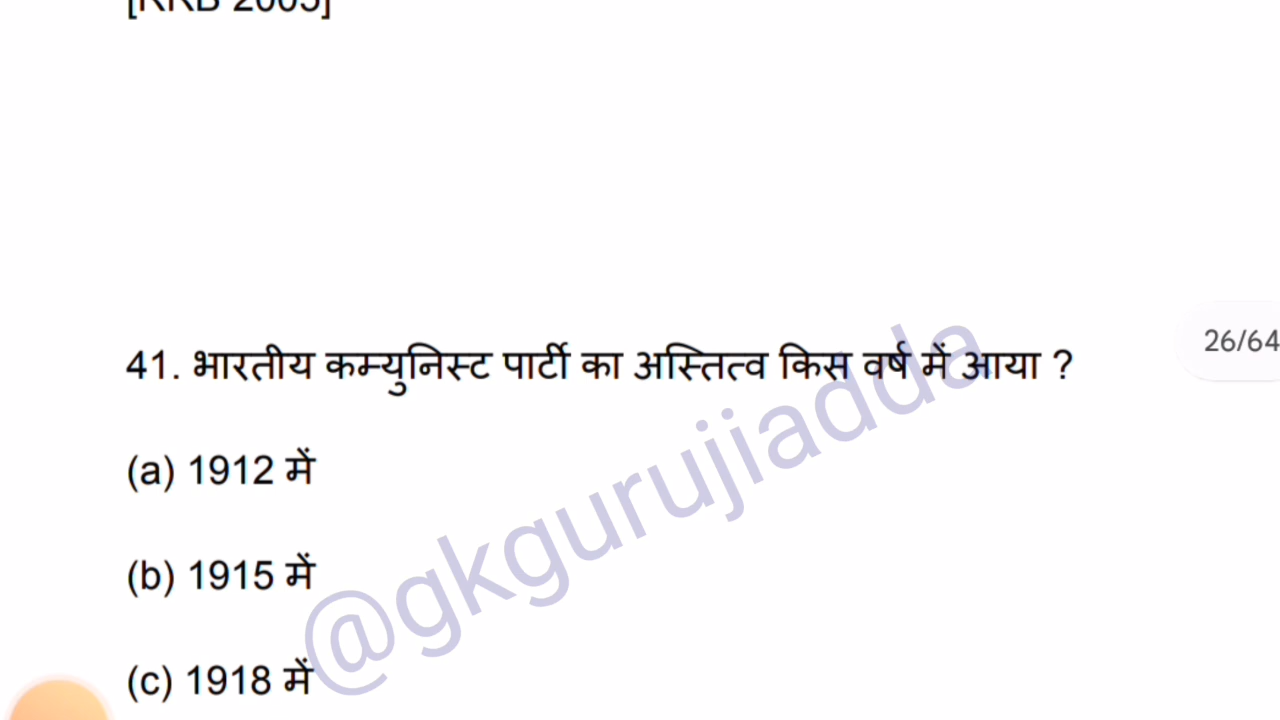 41. भारतीय कम्युनिस्ट पार्टी का अस्तित्व किस वर्ष में आया ?
26/64
(a) 1912 में
(b) 1915 में
(c) 1918 में
@gkgurujiadda